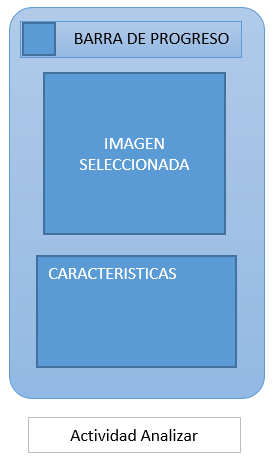 BARRA DE PROGRESO
IMAGEN
SELECCIONADA
CARACTERISTICAS
Actividad Analizar